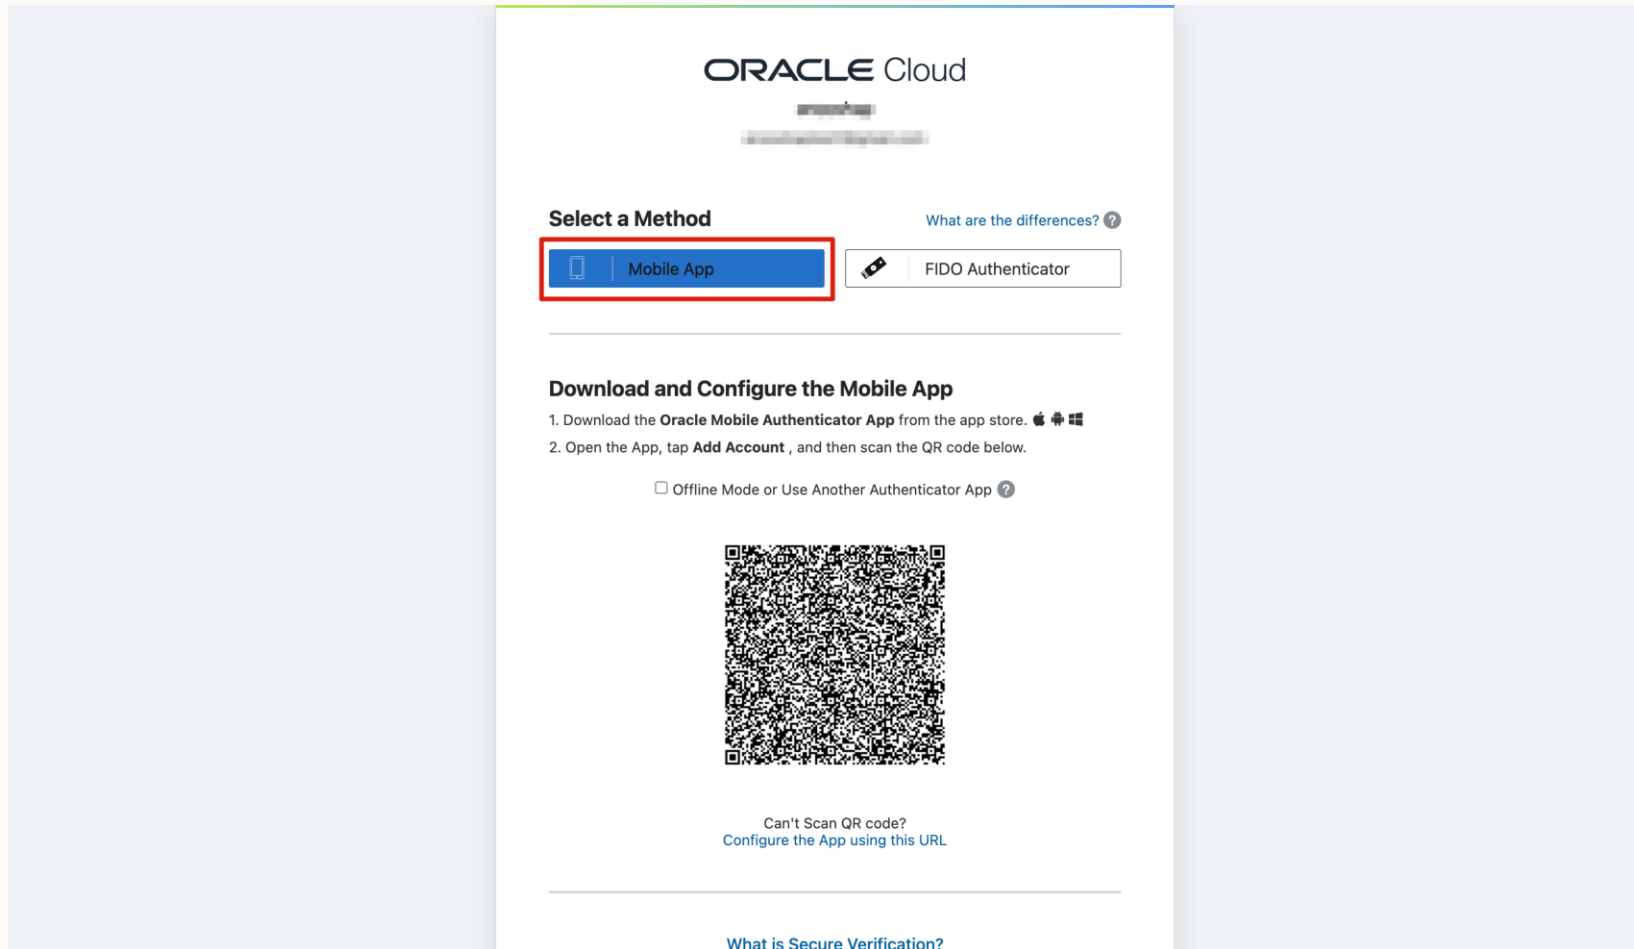 ORACLE Cloud
Select a Method
What are the differences? ?
Mobile App
FIDO Authenticator
Download and Configure the Mobile App
1. Download the Oracle Mobile Authenticator App from the app store.
2. Open the App, tap Add Account , and then scan the QR code below.
Offline Mode or Use Another Authenticator App ?
Can't Scan QR code?
Configure the App using this URL
What is Secure Verification?